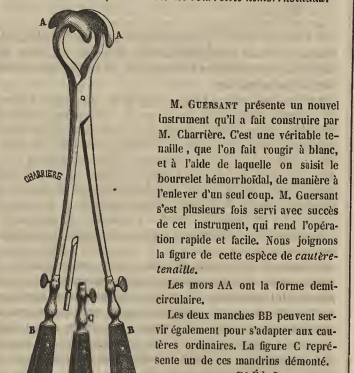 A
A
CHARRIERE
B
C
B
M. GUERSANT présente un nouvel
instrument qu'il a fait construire par
M. Charrière. C'est une véritable te-
naille, que l'on fait rougir à blanc,
et à l'aide de laquelle on saisit le
bourrelet hémorrhoïdal, de manière à
l'enlever d'un seul coup. M. Guersant
s'est plusieurs fois servi avec succès
de cet instrument, qui rend l'opéra-
tion rapide et facile. Nous joignons
la figure de cette espèce de cautère-
tenaille.
Les mors AA ont la forme demi-
circulaire.
Les deux manches BB peuvent ser-
vir également pour s'adapter aux cau-
tères ordinaires. La figure C repré-
sente un de ces mandrins démonté.